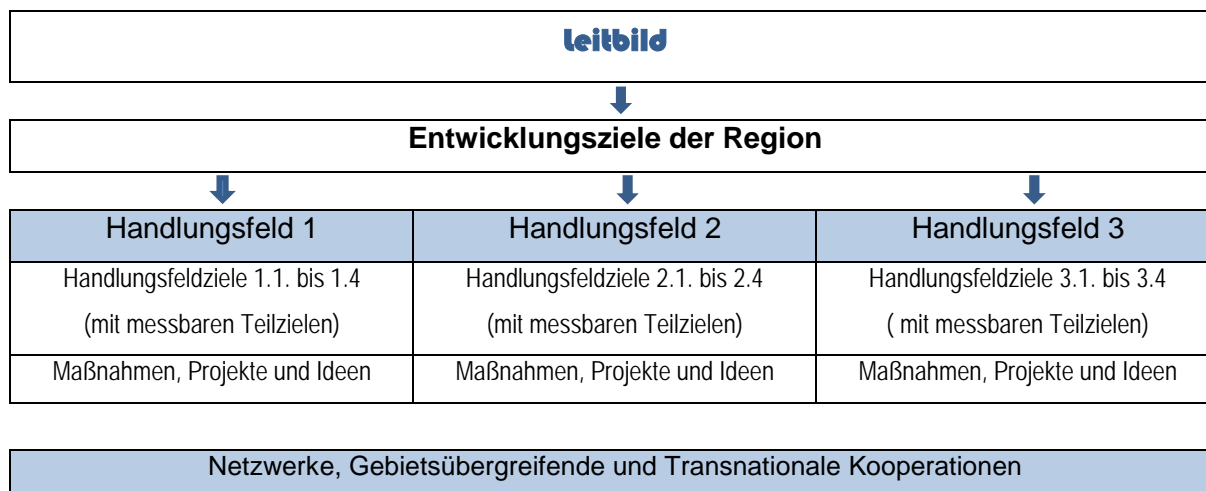 Leitbild
Entwicklungsziele der Region
Handlungsfeld 1
Handlungsfeld 2
Handlungsfeld 3
Handlungsfeldziele 1.1. bis 1.4
(mit messbaren Teilzielen)
Handlungsfeldziele 2.1. bis 2.4
(mit messbaren Teilzielen)
Handlungsfeldziele 3.1. bis 3.4
( mit messbaren Teilzielen)
Maßnahmen, Projekte und Ideen
Maßnahmen, Projekte und Ideen
Maßnahmen, Projekte und Ideen
Netzwerke, Gebietsübergreifende und Transnationale Kooperationen